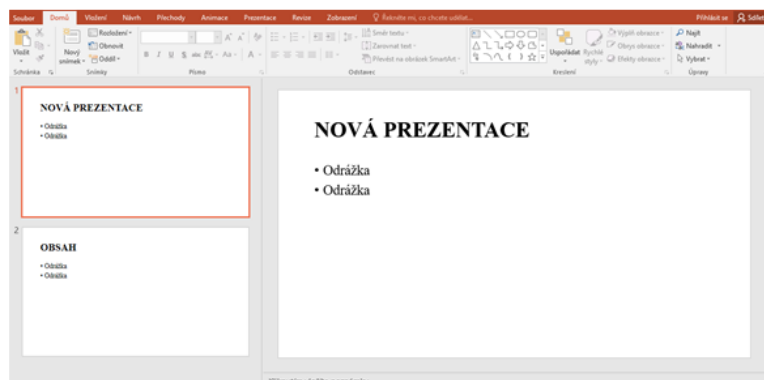 Soubor Domů Vložení Návrh Přechody Animace Prezentace Revize Zobrazení Řekněte mi, co chcete udělat... Přihlásit se Sdílet
Vložit Nový snímek Rozložení Obnovit Oddíl
B I U S abc AV Aa A A A
Směr textu
Zarovnat text
Převést na obrázek SmartArt
Uspořádat Rychlé styly
Výplň obrazce
Obrys obrazce
Efekty obrazce
Najít
Nahradit
Vybrat
Schránka Snímky Písmo Odstavec Kreslení Úpravy
1
NOVÁ PREZENTACE
• Odrážka
• Odrážka
2
OBSAH
• Odrážka
• Odrážka
NOVÁ PREZENTACE
• Odrážka
• Odrážka